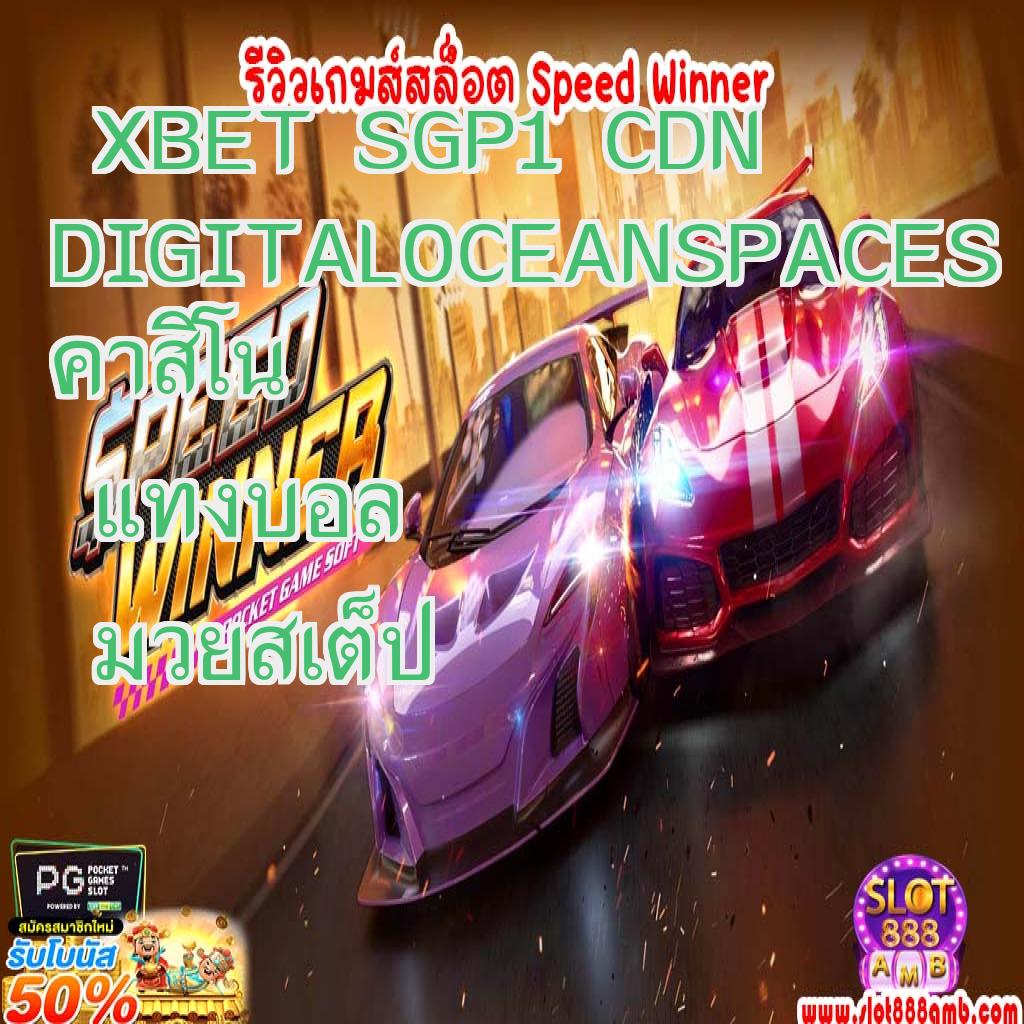 รีวิวเกมส์สล็อต Speed Winner
XBET SGP1 CDN
DIGITALOCEANSPACES
คาสิโน
SPEED
แทงบอล
WINNER
POCKET GAME SOFT
มวยสเต็ป
PG POCKET GAMES SLOT
TM
POWERED BY
สมัครสมาชิกใหม่
รับโบนัส
50%
SLOT
888
AMB
www.slot888amb.com